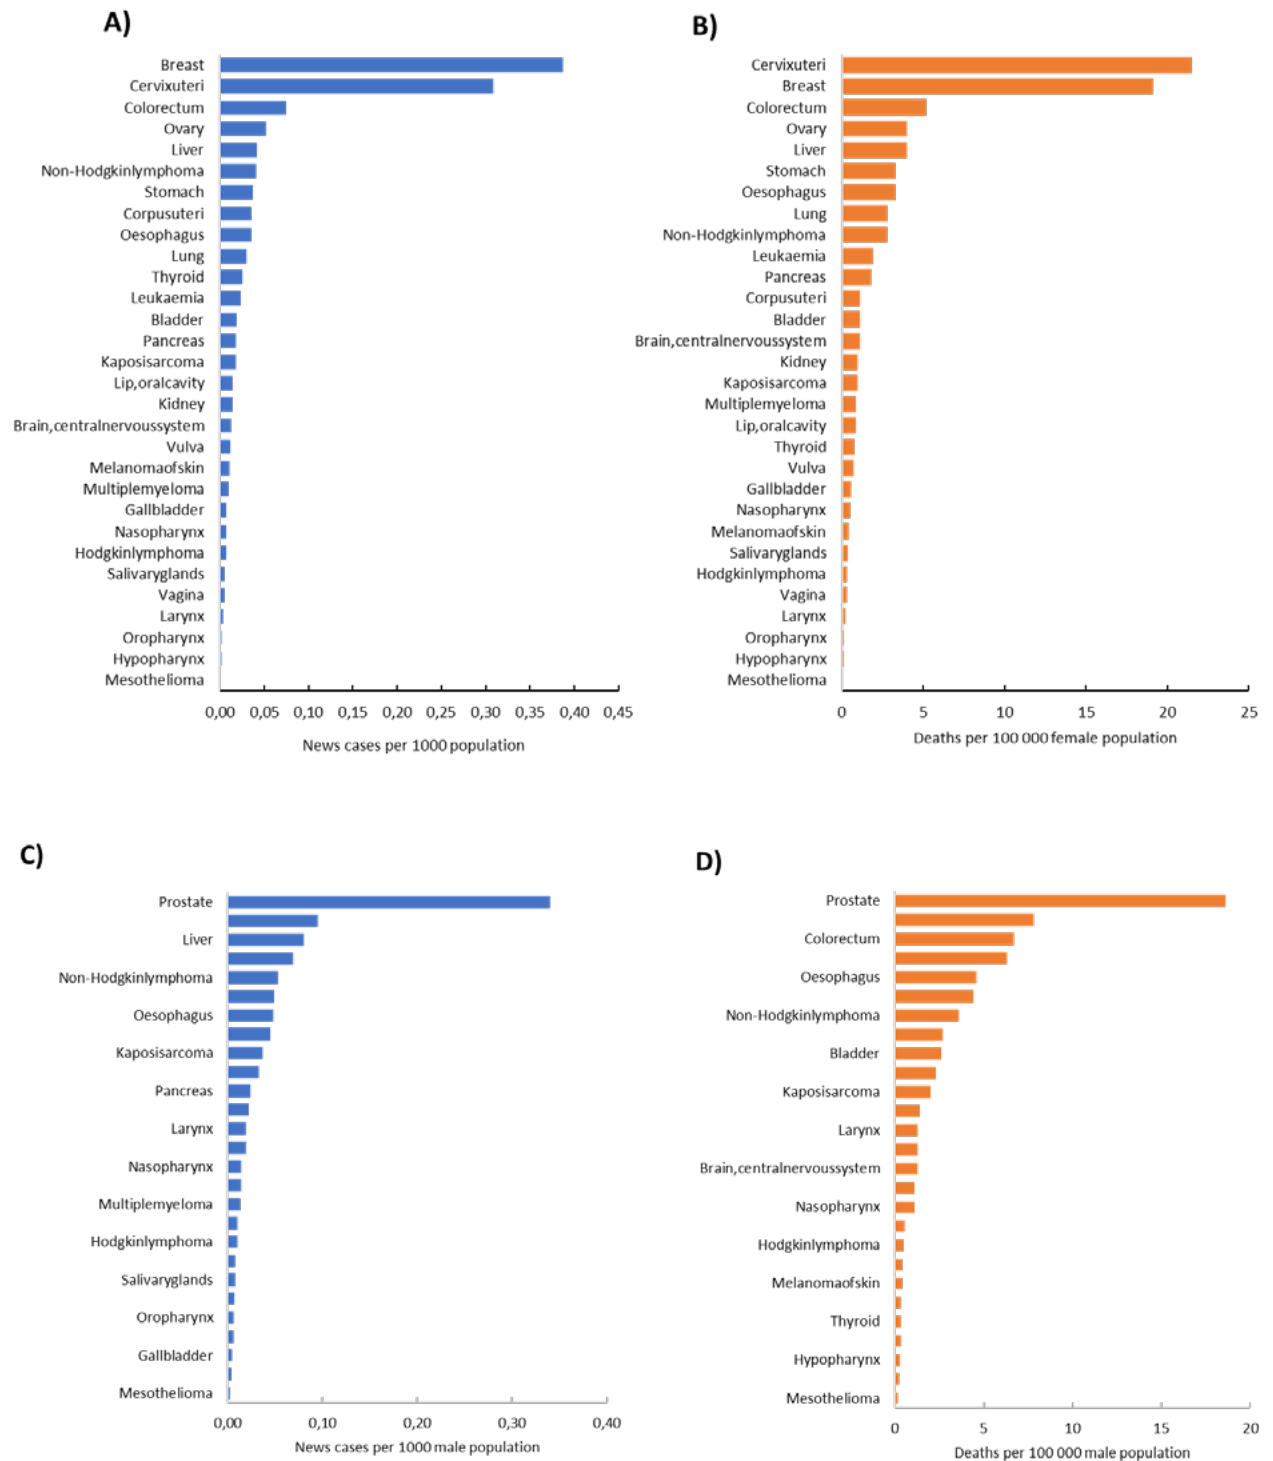 A)
Breast
Cervixuteri
Colorectum
Ovary
Liver
Non-Hodgkinlymphoma
Stomach
Corpusuteri
Oesophagus
Lung
Thyroid
Leukaemia
Bladder
Pancreas
Kaposisarcoma
Lip,oralcavity
Kidney
Brain,centralnervoussystem
Vulva
Melanomaofskin
Multiplemyeloma
Gallbladder
Nasopharynx
Hodgkinlymphoma
Salivaryglands
Vagina
Larynx
Oropharynx
Hypopharynx
Mesothelioma
0,00 0,05 0,10 0,15 0,20 0,25 0,30 0,35 0,40 0,45
News cases per 1000 population
B)
Cervixuteri
Breast
Colorectum
Ovary
Liver
Stomach
Oesophagus
Lung
Non-Hodgkinlymphoma
Leukaemia
Pancreas
Corpusuteri
Bladder
Brain,centralnervoussystem
Kidney
Kaposisarcoma
Multiplemyeloma
Lip,oralcavity
Thyroid
Vulva
Gallbladder
Nasopharynx
Melanomaofskin
Salivaryglands
Hodgkinlymphoma
Vagina
Larynx
Oropharynx
Hypopharynx
Mesothelioma
0 5 10 15 20 25
Deaths per 100 000 female population
C)
Prostate
Liver
Non-Hodgkinlymphoma
Oesophagus
Kaposisarcoma
Pancreas
Larynx
Nasopharynx
Multiplemyeloma
Hodgkinlymphoma
Salivaryglands
Oropharynx
Gallbladder
Mesothelioma
0,00 0,10 0,20 0,30 0,40
News cases per 1000 male population
D)
Prostate
Colorectum
Oesophagus
Non-Hodgkinlymphoma
Bladder
Kaposisarcoma
Larynx
Brain,centralnervoussystem
Nasopharynx
Hodgkinlymphoma
Melanomaofskin
Thyroid
Hypopharynx
Mesothelioma
0 5 10 15 20
Deaths per 100 000 male population